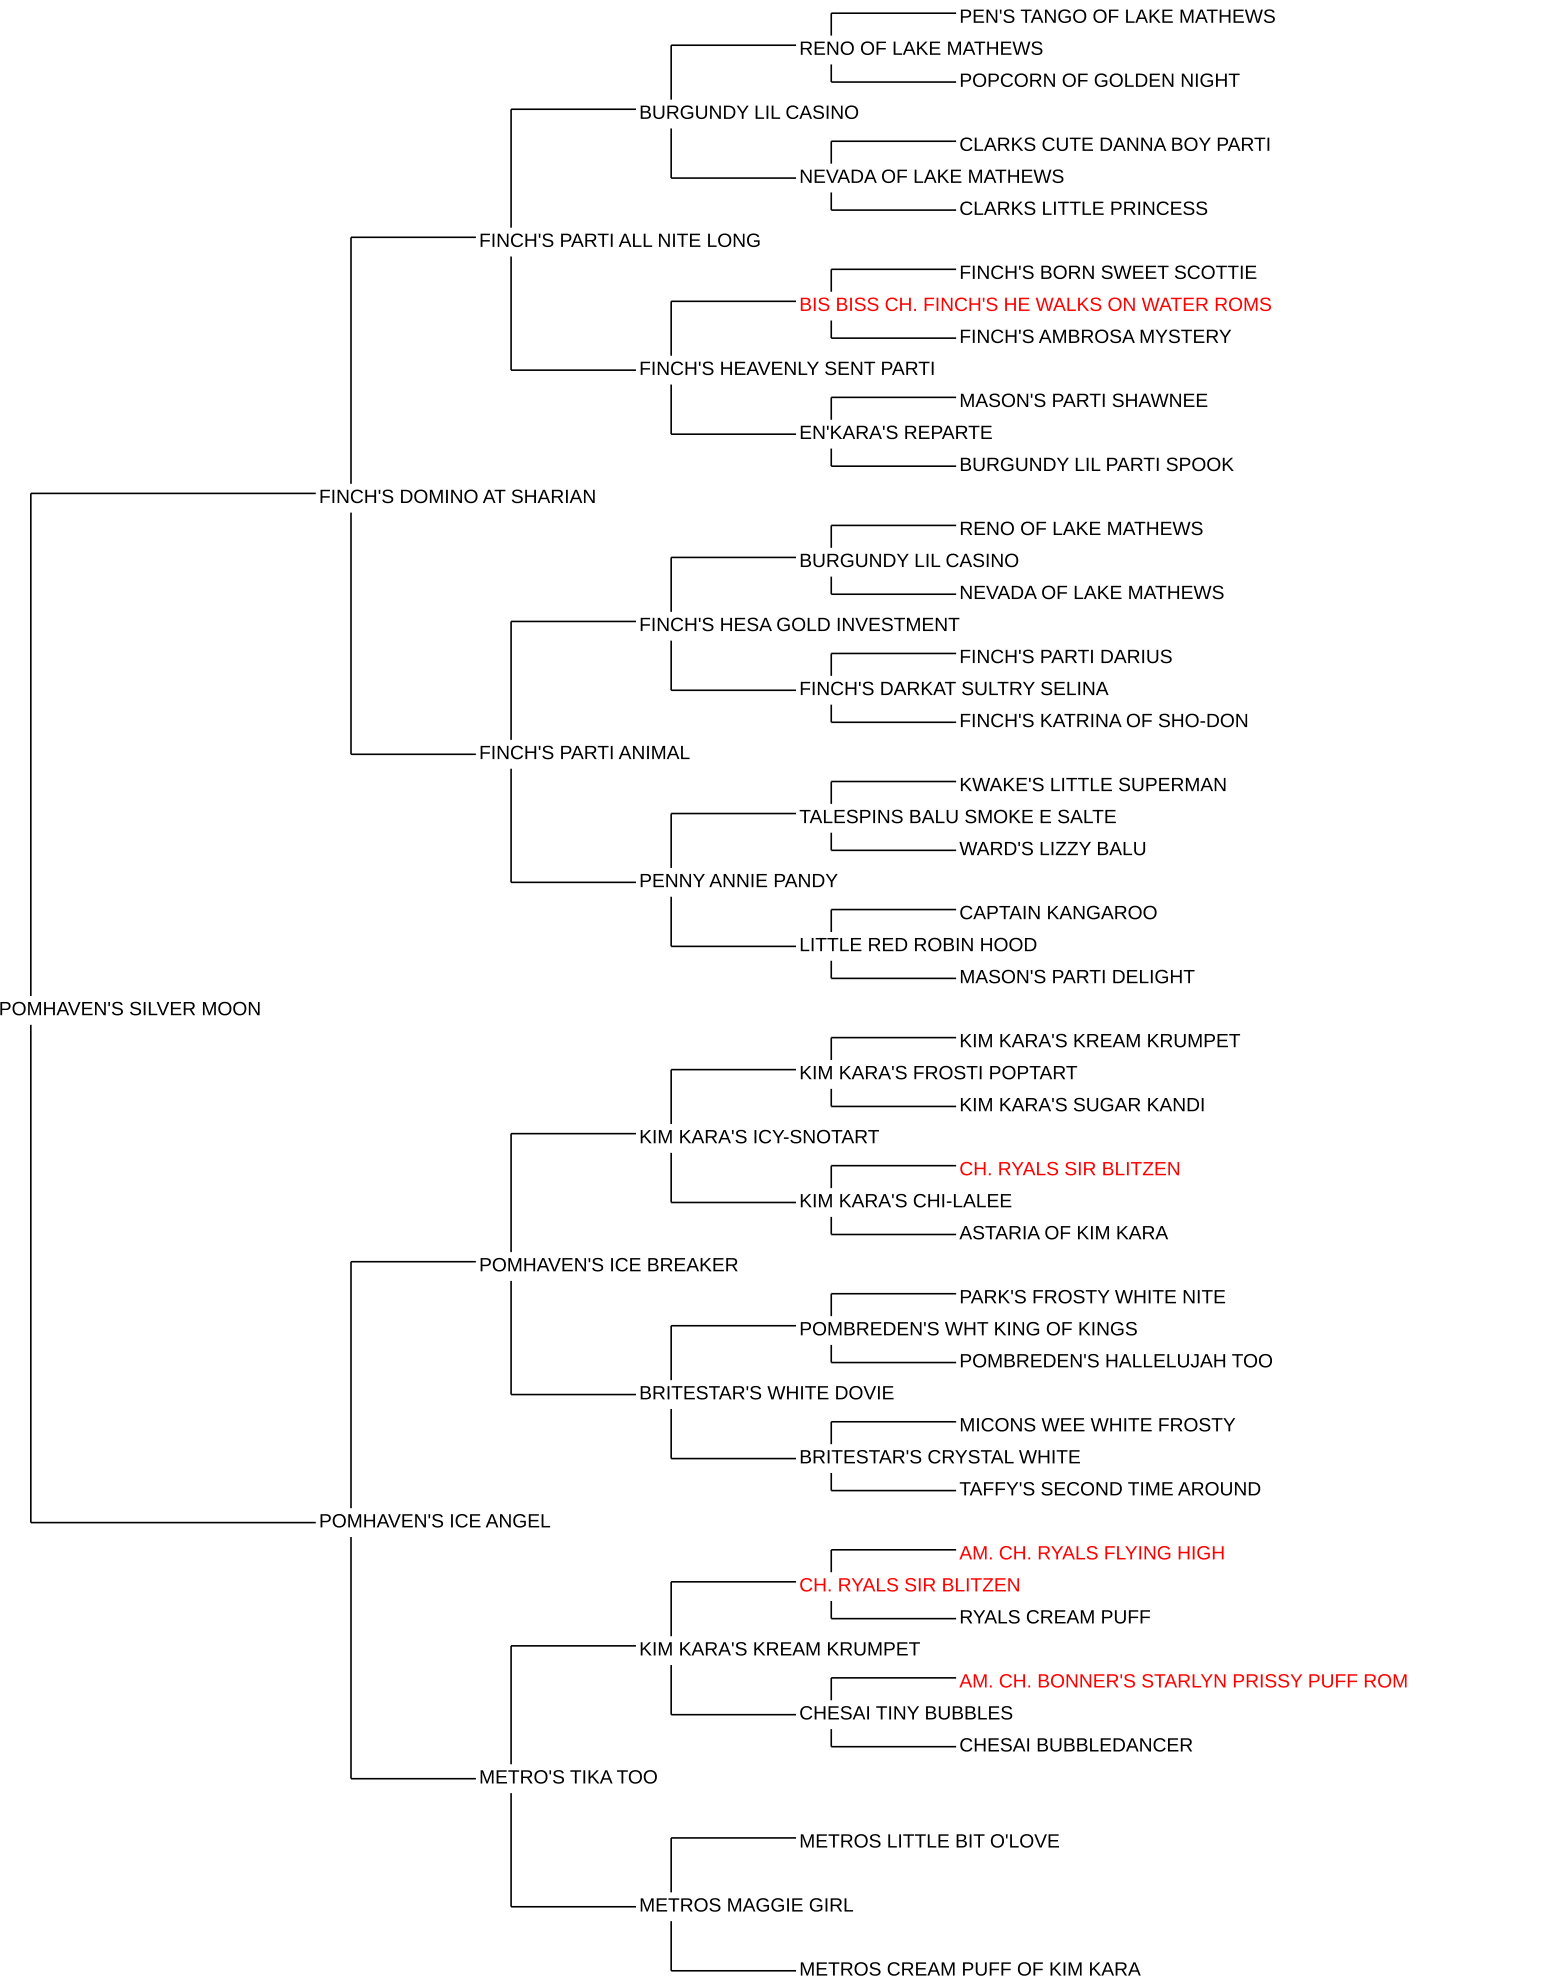 PEN'S TANGO OF LAKE MATHEWS
RENO OF LAKE MATHEWS
POPCORN OF GOLDEN NIGHT
BURGUNDY LIL CASINO
CLARKS CUTE DANNA BOY PARTI
NEVADA OF LAKE MATHEWS
CLARKS LITTLE PRINCESS
FINCH'S PARTI ALL NITE LONG
FINCH'S BORN SWEET SCOTTIE
BIS BISS CH. FINCH'S HE WALKS ON WATER ROMS
FINCH'S AMBROSA MYSTERY
FINCH'S HEAVENLY SENT PARTI
MASON'S PARTI SHAWNEE
EN'KARA'S REPARTE
BURGUNDY LIL PARTI SPOOK
FINCH'S DOMINO AT SHARIAN
RENO OF LAKE MATHEWS
BURGUNDY LIL CASINO
NEVADA OF LAKE MATHEWS
FINCH'S HESA GOLD INVESTMENT
FINCH'S PARTI DARIUS
FINCH'S DARKAT SULTRY SELINA
FINCH'S KATRINA OF SHO-DON
FINCH'S PARTI ANIMAL
KWAKE'S LITTLE SUPERMAN
TALESPINS BALU SMOKE E SALTE
WARD'S LIZZY BALU
PENNY ANNIE PANDY
CAPTAIN KANGAROO
LITTLE RED ROBIN HOOD
MASON'S PARTI DELIGHT
POMHAVEN'S SILVER MOON
KIM KARA'S KREAM KRUMPET
KIM KARA'S FROSTI POPTART
KIM KARA'S SUGAR KANDI
KIM KARA'S ICY-SNOTART
CH. RYALS SIR BLITZEN
KIM KARA'S CHI-LALEE
ASTARIA OF KIM KARA
POMHAVEN'S ICE BREAKER
PARK'S FROSTY WHITE NITE
POMBREDEN'S WHT KING OF KINGS
POMBREDEN'S HALLELUJAH TOO
BRITESTAR'S WHITE DOVIE
MICONS WEE WHITE FROSTY
BRITESTAR'S CRYSTAL WHITE
TAFFY'S SECOND TIME AROUND
POMHAVEN'S ICE ANGEL
AM. CH. RYALS FLYING HIGH
CH. RYALS SIR BLITZEN
RYALS CREAM PUFF
KIM KARA'S KREAM KRUMPET
AM. CH. BONNER'S STARLYN PRISSY PUFF ROM
CHESAI TINY BUBBLES
CHESAI BUBBLEDANCER
METRO'S TIKA TOO
METROS LITTLE BIT O'LOVE
METROS MAGGIE GIRL
METROS CREAM PUFF OF KIM KARA